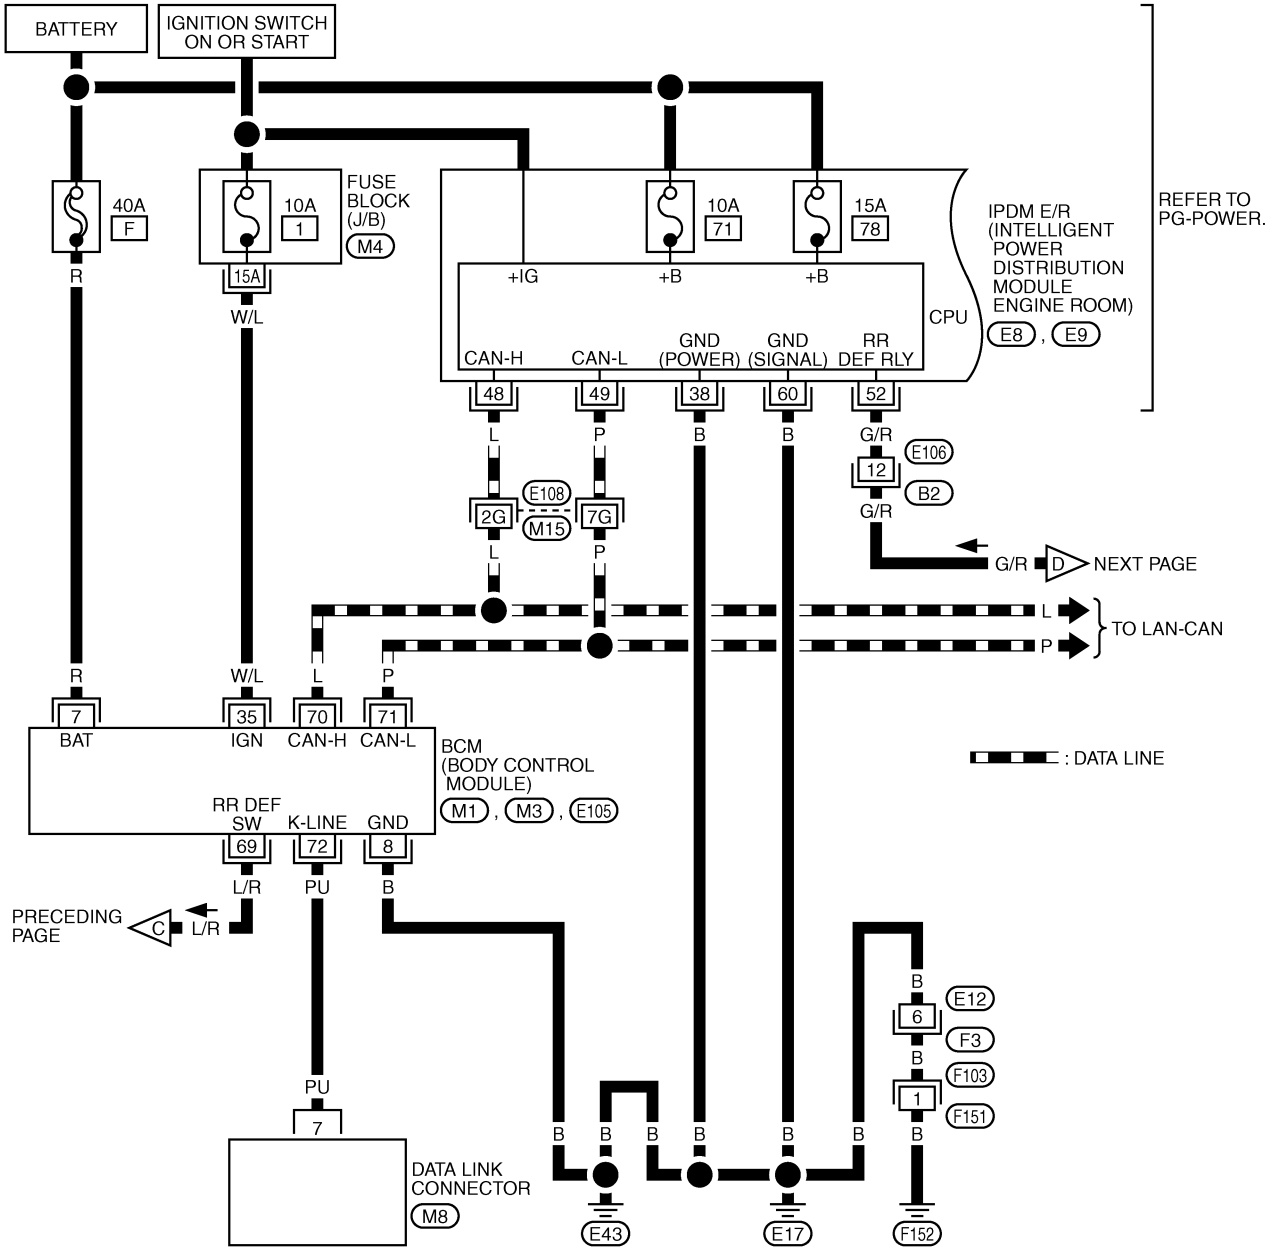 BATTERY
IGNITION SWITCH
ON OR START
40A
F
10A
1
FUSE
BLOCK
(J/B)
M4
10A
71
15A
78
IPDM E/R
(INTELLIGENT
POWER
DISTRIBUTION
MODULE
ENGINE ROOM)
E8 , E9
REFER TO
PG-POWER.
R
15A
W/L
+IG
+B
+B
CPU
CAN-H
CAN-L
GND
(POWER)
GND
(SIGNAL)
RR
DEF RLY
48
49
38
60
52
L
P
B
B
G/R
E106
12
B2
G/R
2G
E108
M15
7G
L
P
G/R
D
NEXT PAGE
L
P
TO LAN-CAN
R
W/L
L
P
7
35
70
71
BAT
IGN
CAN-H
CAN-L
BCM
(BODY CONTROL
MODULE)
M1 , M3 , E105
: DATA LINE
RR DEF
SW
K-LINE
GND
69
72
8
L/R
PU
B
PRECEDING
PAGE
C
L/R
B
E12
6
F3
B
F103
1
F151
PU
7
B
B
B
B
B
B
B
DATA LINK
CONNECTOR
M8
E43
E17
F152